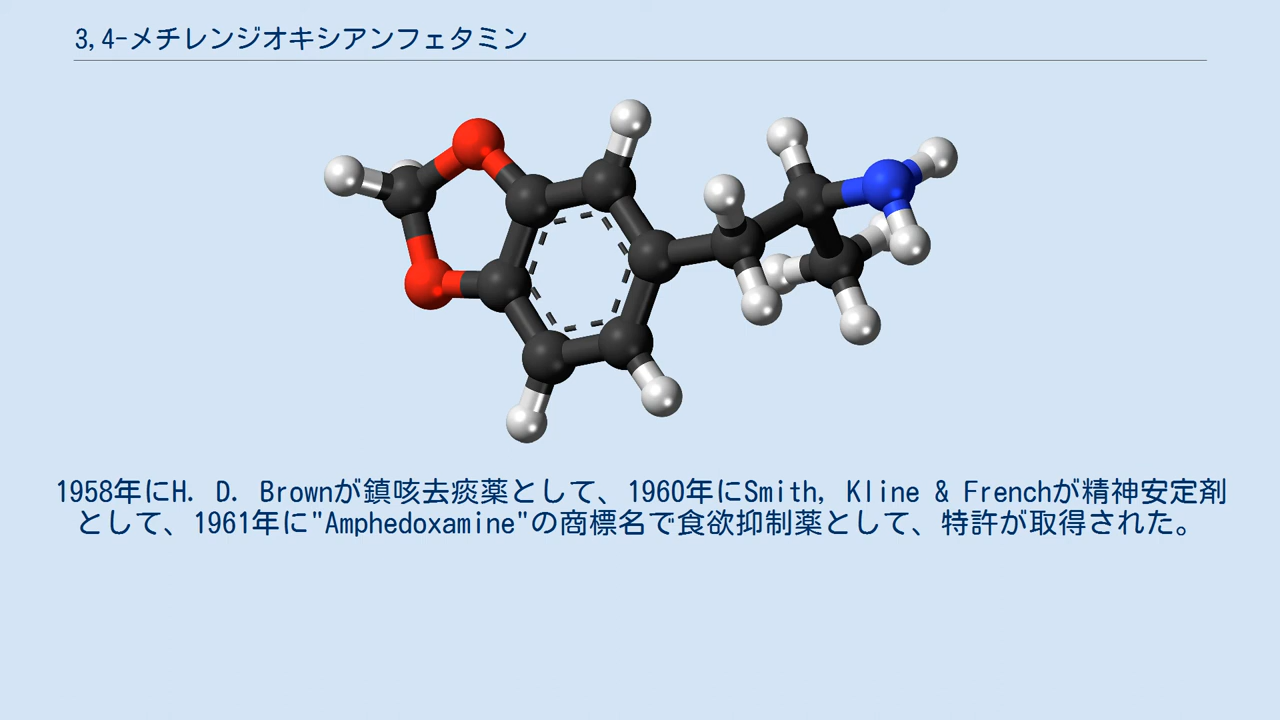 3,4-メチレンジオキシアンフェタミン
1958年にH. D. Brownが鎮咳去痰薬として、1960年にSmith, Kline & Frenchが精神安定剤
として、1961年に"Amphedoxamine"の商標名で食欲抑制薬として、特許が取得された。